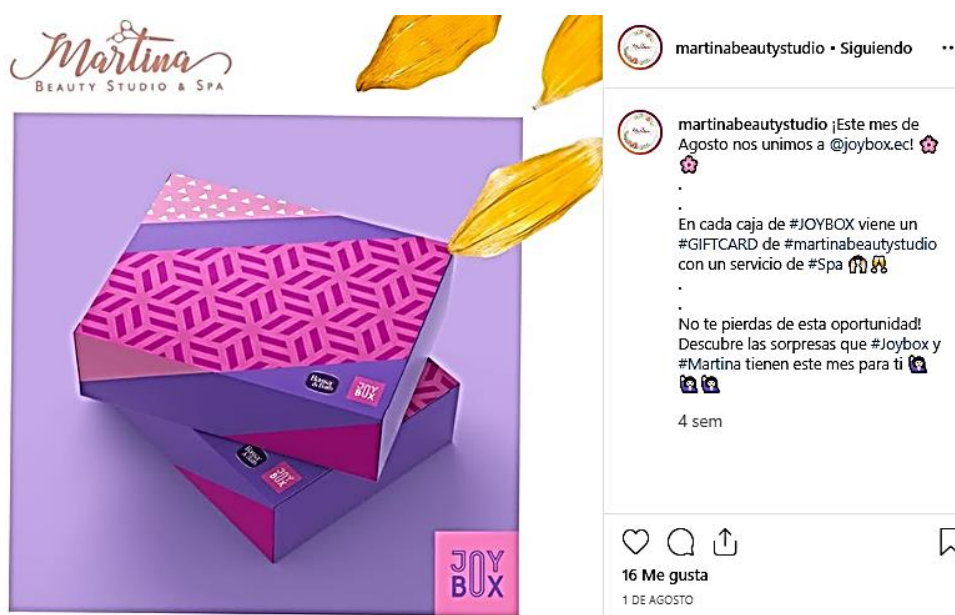 Martina
BEAUTY STUDIO & SPA
JOY
BOX
JOY
BOX
JOY
BOX
martinabeautystudio • Siguiendo
martinabeautystudio ¡Este mes de
Agosto nos unimos a @joybox.ec! 🌸
🌸
.
.
En cada caja de #JOYBOX viene un
#GIFTCARD de #martinabeautystudio
con un servicio de #Spa 💆🏻‍♀️🥂
.
.
No te pierdas de esta oportunidad!
Descubre las sorpresas que #Joybox y
#Martina tienen este mes para ti 🙋🏻‍♀️
🙋🏻‍♀️🙋🏻‍♀️
4 sem
16 Me gusta
1 DE AGOSTO